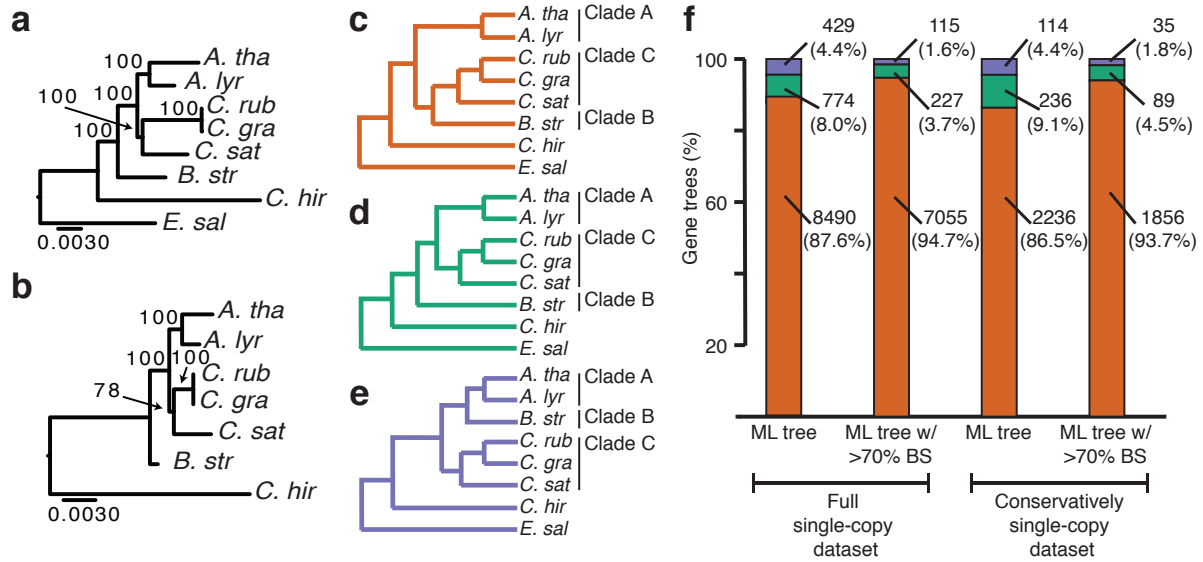 a
A. tha
A. lyr
C. rub
C. gra
C. sat
B. str
C. hir
E. sal
100
100
100
100
100
0.0030
b
A. tha
A. lyr
C. rub
C. gra
C. sat
B. str
C. hir
100
100
100
78
0.0030
c
A. tha
A. lyr
C. rub
C. gra
C. sat
B. str
C. hir
E. sal
Clade A
Clade C
Clade B
d
A. tha
A. lyr
C. rub
C. gra
C. sat
B. str
C. hir
E. sal
Clade A
Clade C
Clade B
e
A. tha
A. lyr
B. str
C. rub
C. gra
C. sat
C. hir
E. sal
Clade A
Clade B
Clade C
f
Gene trees (%)
100
60
20
429
(4.4%)
774
(8.0%)
8490
(87.6%)
115
(1.6%)
227
(3.7%)
7055
(94.7%)
114
(4.4%)
236
(9.1%)
2236
(86.5%)
35
(1.8%)
89
(4.5%)
1856
(93.7%)
ML tree
ML tree w/
>70% BS
ML tree
ML tree w/
>70% BS
Full
single-copy
dataset
Conservatively
single-copy
dataset